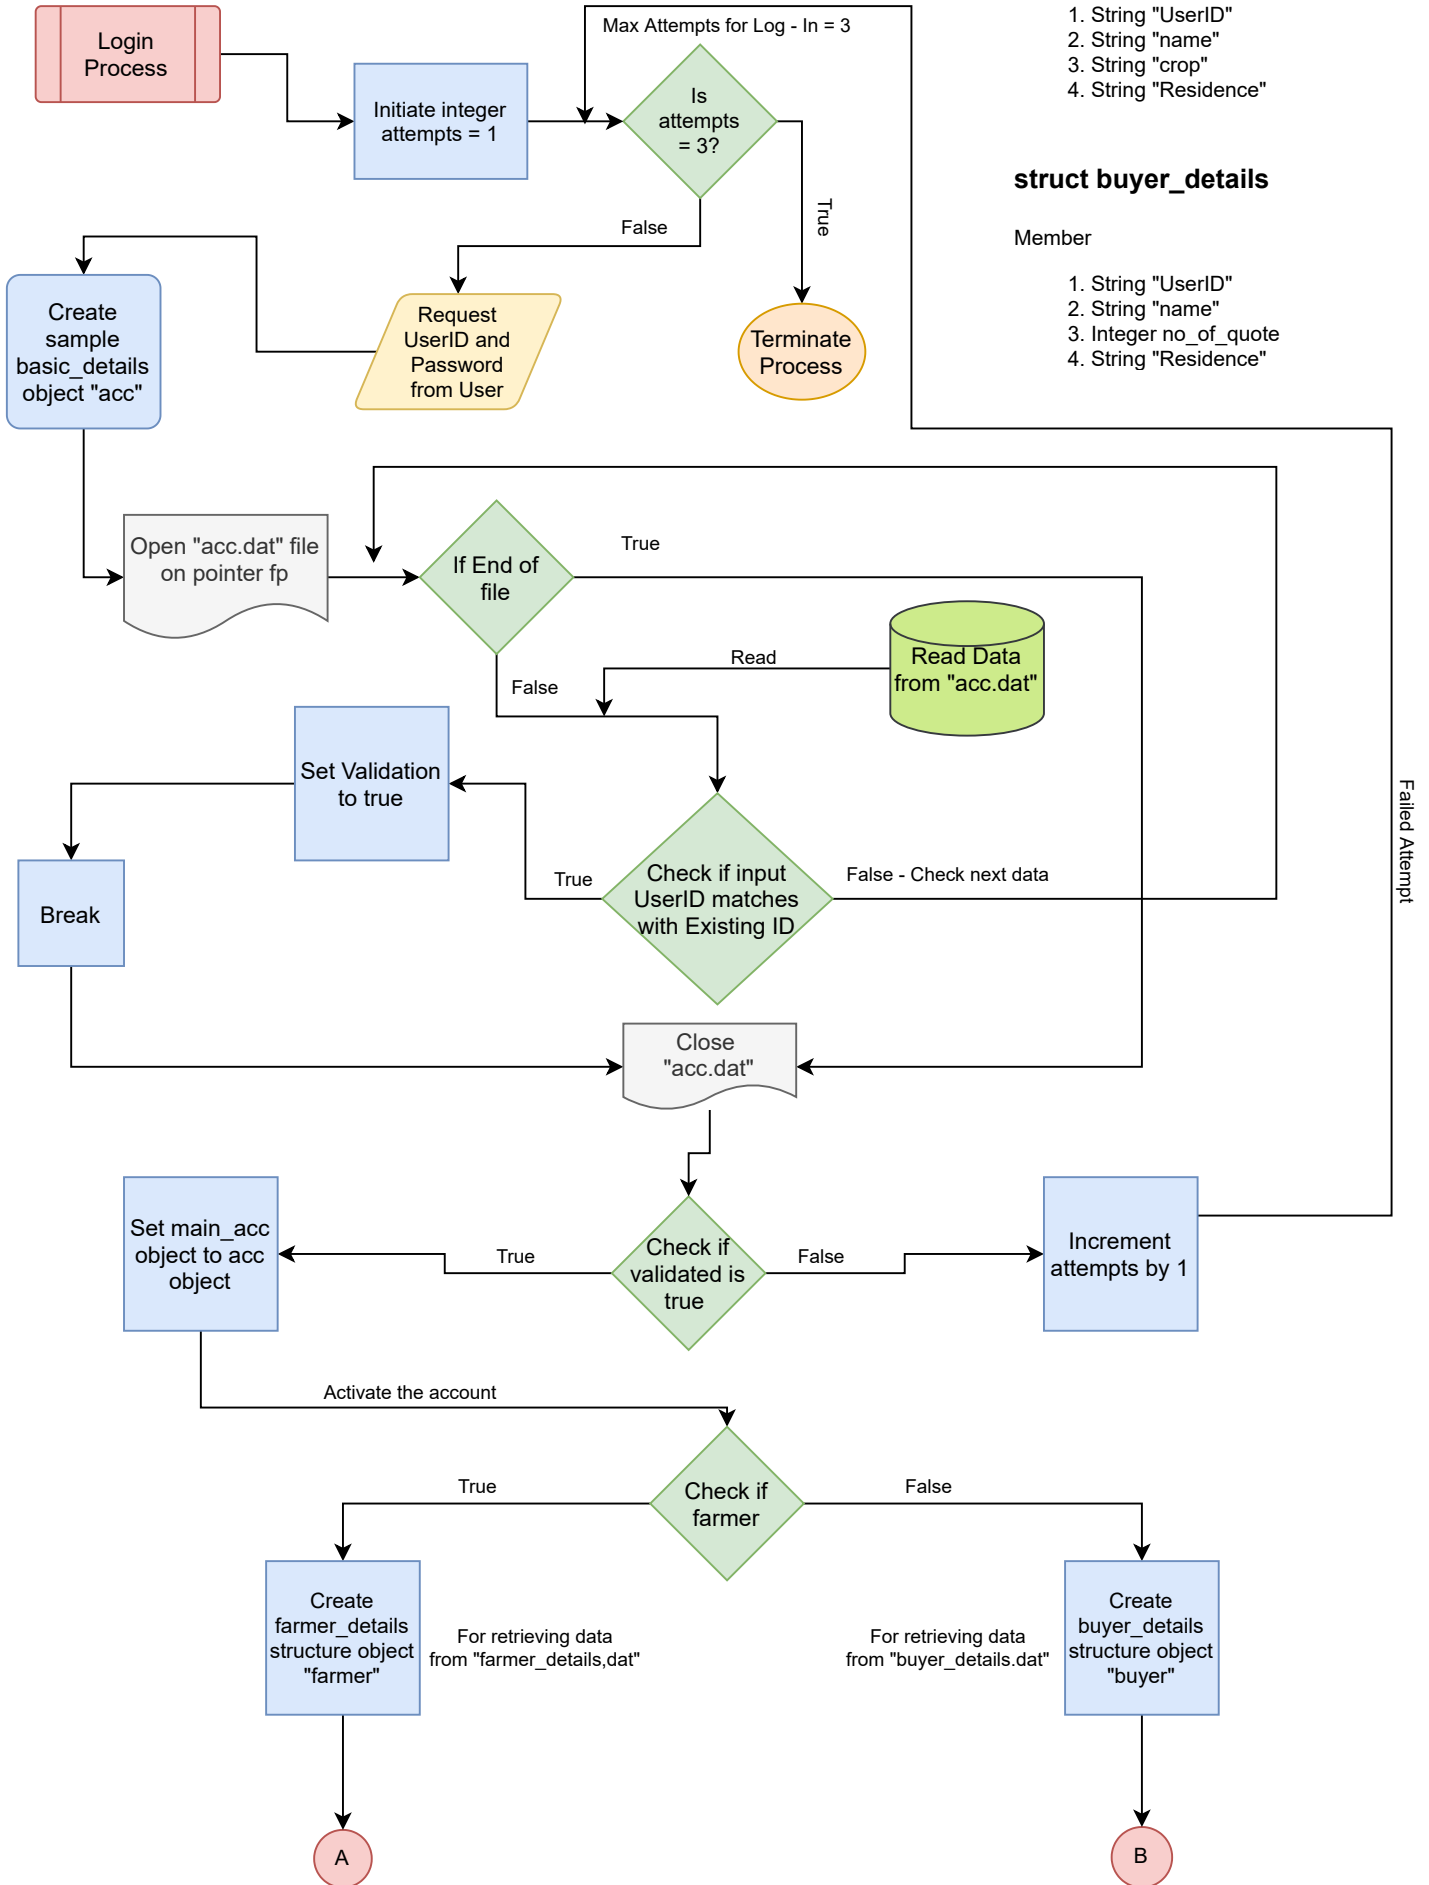 Login
Process
Max Attempts for Log - In = 3
Initiate integer
attempts = 1
Is
attempts
= 3?
1. String "UserID"
2. String "name"
3. String "crop"
4. String "Residence"
struct buyer_details
Member
1. String "UserID"
2. String "name"
3. Integer no_of_quote
4. String "Residence"
False
True
Create
sample
basic_details
object "acc"
Request
UserID and
Password
from User
Terminate
Process
Open "acc.dat" file
on pointer fp
If End of
file
True
False
Read
Read Data
from "acc.dat"
Set Validation
to true
Break
True
Check if input
UserID matches
with Existing ID
False - Check next data
Failed Attempt
Close
"acc.dat"
Set main_acc
object to acc
object
True
Check if
validated is
true
False
Increment
attempts by 1
Activate the account
True
Check if
farmer
False
Create
farmer_details
structure object
"farmer"
For retrieving data
from "farmer_details,dat"
For retrieving data
from "buyer_details.dat"
Create
buyer_details
structure object
"buyer"
A
B